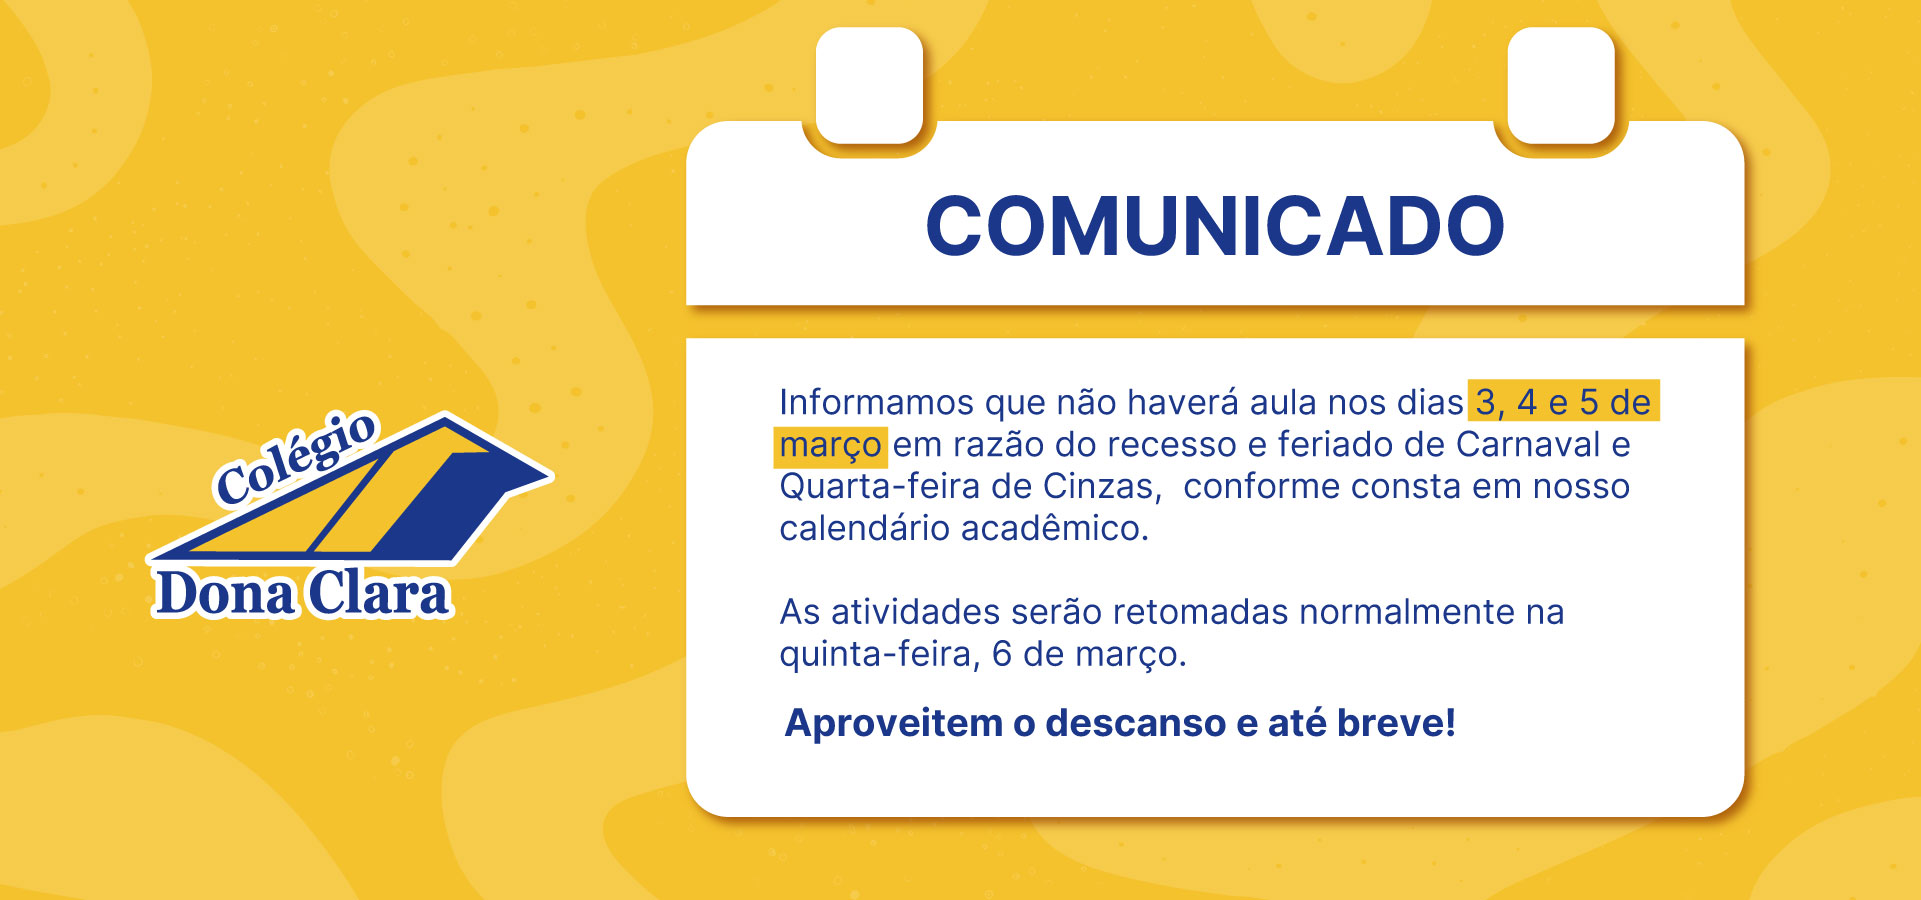 Colégio
Dona Clara
COMUNICADO
Informamos que não haverá aula nos dias 3, 4 e 5 de
março em razão do recesso e feriado de Carnaval e
Quarta-feira de Cinzas,  conforme consta em nosso
calendário acadêmico.
As atividades serão retomadas normalmente na
quinta-feira, 6 de março.
Aproveitem o descanso e até breve!